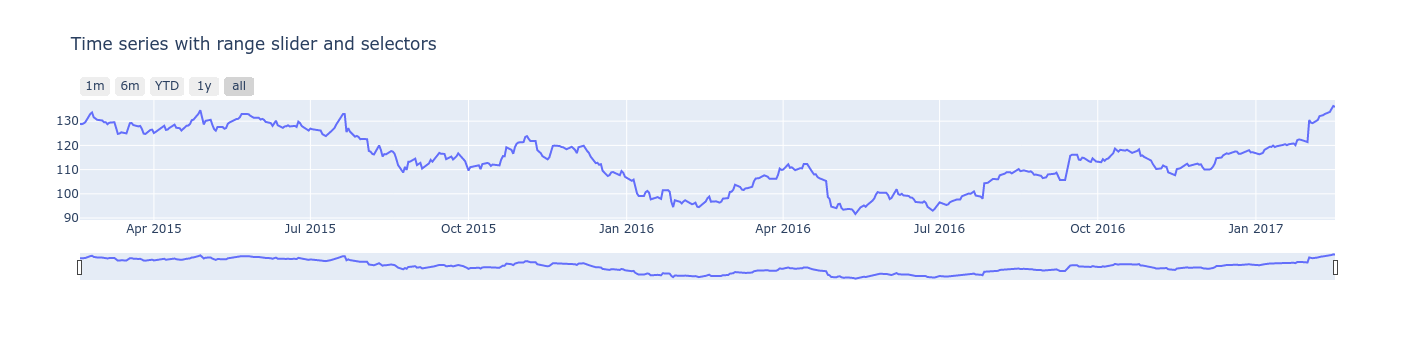 Time series with range slider and selectors
1m 6m YTD 1y all
130
120
110
100
90
Apr 2015 Jul 2015 Oct 2015 Jan 2016 Apr 2016 Jul 2016 Oct 2016 Jan 2017